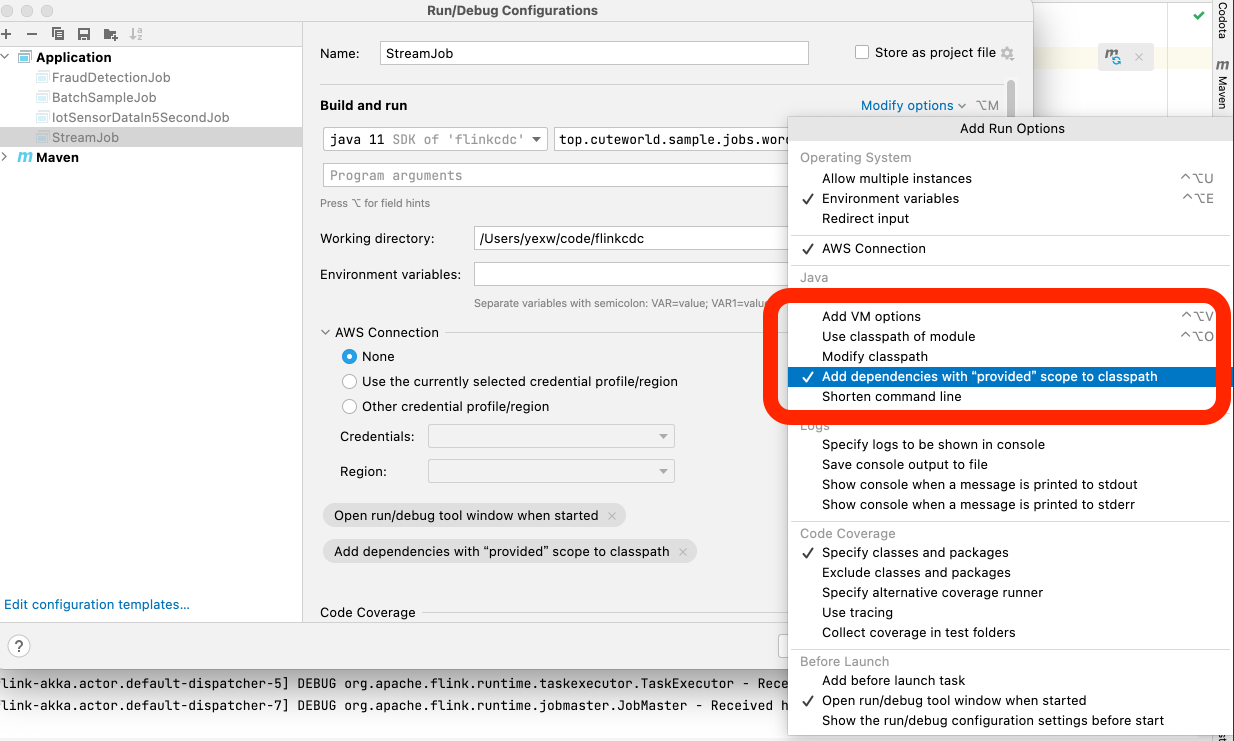 Run/Debug Configurations
Application
FraudDetectionJob
BatchSampleJob
IotSensorDataIn5SecondJob
StreamJob
Maven
Edit configuration templates...
Name:
StreamJob
Store as project file
Build and run
Modify options
⌥M
java 11 SDK of 'flinkcdc'
top.cuteworld.sample.jobs.wor
Program arguments
Press ⌥ for field hints
Working directory:
/Users/yexw/code/flinkcdc
Environment variables:
Separate variables with semicolon: VAR=value; VAR1=value
AWS Connection
None
Use the currently selected credential profile/region
Other credential profile/region
Credentials:
Region:
Open run/debug tool window when started
Add dependencies with “provided” scope to classpath
Code Coverage
Add Run Options
Operating System
Allow multiple instances ^⌥U
Environment variables ^⌥E
Redirect input
AWS Connection
Java
Add VM options ^⌥V
Use classpath of module ^⌥O
Modify classpath
Add dependencies with “provided” scope to classpath
Shorten command line
Logs
Specify logs to be shown in console
Save console output to file
Show console when a message is printed to stdout
Show console when a message is printed to stderr
Code Coverage
Specify classes and packages
Exclude classes and packages
Specify alternative coverage runner
Use tracing
Collect coverage in test folders
Before Launch
Add before launch task
Open run/debug tool window when started
Show the run/debug configuration settings before start
Codota
Maven
link-akka.actor.default-dispatcher-5] DEBUG org.apache.flink.runtime.taskexecutor.TaskExecutor - Rece
link-akka.actor.default-dispatcher-7] DEBUG org.apache.flink.runtime.jobmaster.JobMaster - Received h